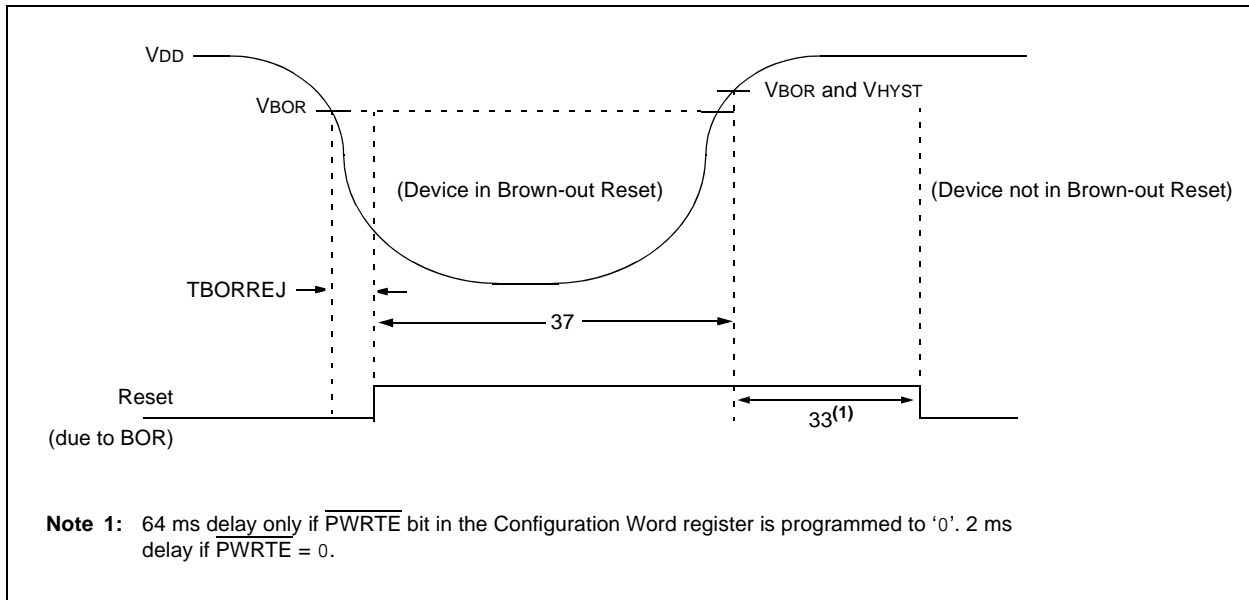 VDD
VBOR
VBOR and VHYST
(Device in Brown-out Reset)
(Device not in Brown-out Reset)
TBORREJ
37
Reset
33(1)
(due to BOR)
Note 1: 64 ms delay only if PWRTE bit in the Configuration Word register is programmed to ‘0’. 2 ms
delay if PWRTE = 0.